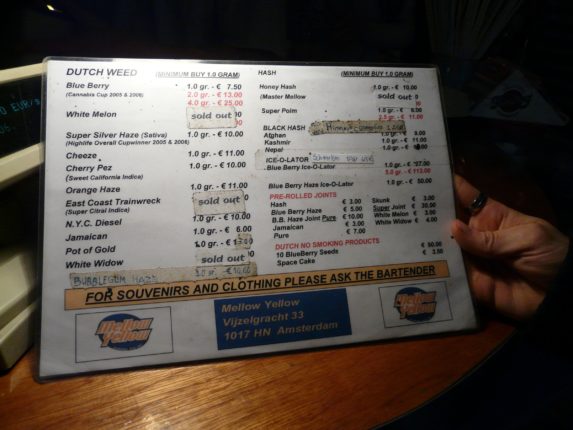 DUTCH WEED (MINIMUM BUY 1.0 GRAM)
Blue Berry 1.0 gr. - € 7.50
(Cannabis Cup 2005 & 2006) 2.0 gr - € 13.00
4.0 gr - € 25.00
White Melon sold out
Super Silver Haze (Sativa) 1.0 gr. - € 10.00
(Highlife Overall Cupwinner 2005 & 2006)
Cheeze 1.0 gr. - € 11.00
Cherry Pez 1.0 gr. - € 10.00
(Sweet California Indica)
Orange Haze 1.0 gr. - € 11.00
East Coast Trainwreck sold out
(Super Citral Indica)
N.Y.C. Diesel 1.0 gr. - € 10.00
Jamaican 1.0 gr. - € 6.00
Pot of Gold 1.0 gr. - €
White Widow sold out
BUBBLEGUM HAZE
HASH (MINIMUM BUY 1.0 GRAM)
Honey Hash 1.0 gr. - € 10.00
(Master Mellow sold out
Super Polm 1.0 gr. - €
2.5 gr. - € 11.00
BLACK HASH
Afghan 1.0 gr. - €
Kashmir 1.0 gr. - € 11.00
Nepal 1.0 gr. - €
ICE-O-LATOR
Blue Berry Ice-O-Lator 1.0 gr. - €
€ 113.00
Blue Berry Haze Ice-O-Lator 1.0 gr. - € 50.00
PRE-ROLLED JOINTS
Hash € 3.00
Blue Berry Haze € 5.00
B.B. Haze Joint Pure € 10.00
Jamaican € 3.00
Pure € 7.00
Skunk € 3.00
Super Joint € 30.00
White Melon € 3.00
White Widow € 4.00
DUTCH NO SMOKING PRODUCTS
10 BlueBerry Seeds € 50.00
Space Cake € 3.50
FOR SOUVENIRS AND CLOTHING PLEASE ASK THE BARTENDER
Mellow Yellow
Mellow Yellow
Vijzelgracht 33
1017 HN Amsterdam
Mellow Yellow